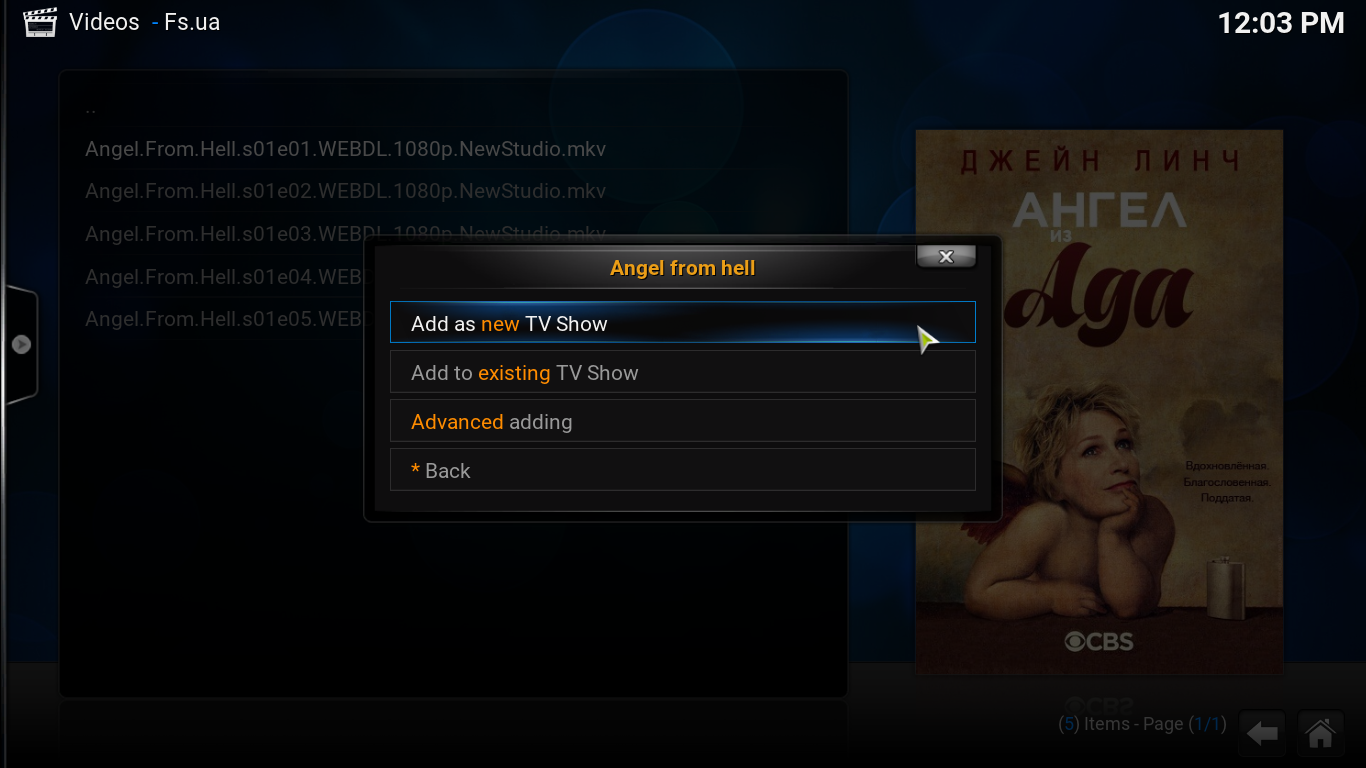 Videos - Fs.ua
12:03 PM
..
Angel.From.Hell.s01e01.WEBDL.1080p.NewStudio.mkv
Angel.From.Hell.s01e02.WEBDL.1080p.NewStudio.mkv
Angel.From.Hell.s01e03.WEBDL.1080p.NewStudio.mkv
Angel.From.Hell.s01e04.WEB
Angel.From.Hell.s01e05.WEB
Angel from hell
Add as new TV Show
Add to existing TV Show
Advanced adding
* Back
ДЖЕЙН ЛИНЧ
АНГЕЛ
ИЗ
Ада
Вдохновлённая.
Благословенная.
Поддатая.
CBS
(5) Items - Page (1/1)